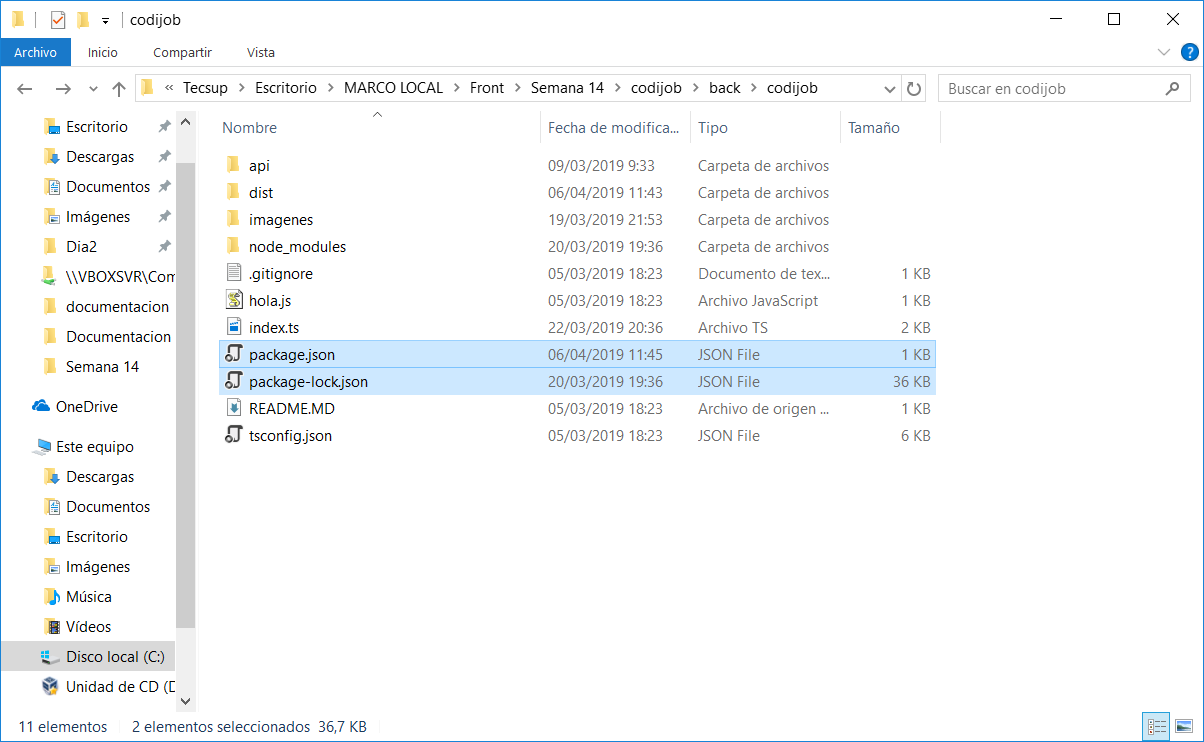 codijob
Archivo Inicio Compartir Vista ?
« Tecsup > Escritorio > MARCO LOCAL > Front > Semana 14 > codijob > back > codijob Buscar en codijob
Nombre Fecha de modifica... Tipo Tamaño
Escritorio
Descargas
Documentos
Imágenes
Dia2
\\VBOXSVR\Com
documentacion
Documentacion
Semana 14
OneDrive
Este equipo
Descargas
Documentos
Escritorio
Imágenes
Música
Vídeos
Disco local (C:)
Unidad de CD (D
api 09/03/2019 9:33 Carpeta de archivos
dist 06/04/2019 11:43 Carpeta de archivos
imagenes 19/03/2019 21:53 Carpeta de archivos
node_modules 20/03/2019 19:36 Carpeta de archivos
.gitignore 05/03/2019 18:23 Documento de tex... 1 KB
hola.js 05/03/2019 18:23 Archivo JavaScript 1 KB
index.ts 22/03/2019 20:36 Archivo TS 2 KB
package.json 06/04/2019 11:45 JSON File 1 KB
package-lock.json 20/03/2019 19:36 JSON File 36 KB
README.MD 05/03/2019 18:23 Archivo de origen ... 1 KB
tsconfig.json 05/03/2019 18:23 JSON File 6 KB
11 elementos 2 elementos seleccionados 36,7 KB